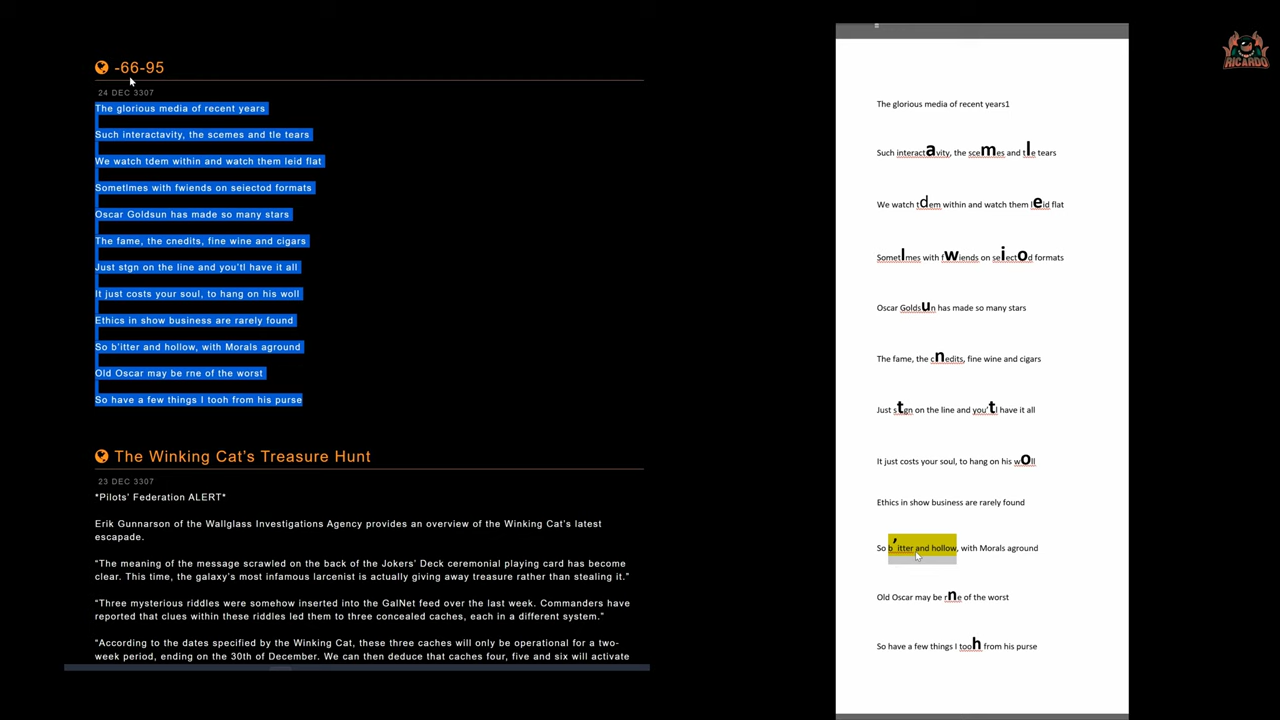 -66-95
24 DEC 3307
The glorious media of recent years
Such interactavity, the scemes and tle tears
We watch tdem within and watch them leid flat
Sometlmes with fwiends on seiectod formats
Oscar Goldsun has made so many stars
The fame, the cnedits, fine wine and cigars
Just stgn on the line and you'tl have it all
It just costs your soul, to hang on his woll
Ethics in show business are rarely found
So b'itter and hollow, with Morals aground
Old Oscar may be rne of the worst
So have a few things I tooh from his purse
The Winking Cat's Treasure Hunt
23 DEC 3307
*Pilots' Federation ALERT*
Erik Gunnarson of the Wallglass Investigations Agency provides an overview of the Winking Cat's latest
escapade.
"The meaning of the message scrawled on the back of the Jokers' Deck ceremonial playing card has become
clear. This time, the galaxy's most infamous larcenist is actually giving away treasure rather than stealing it."
"Three mysterious riddles were somehow inserted into the GalNet feed over the last week. Commanders have
reported that clues within these riddles led them to three concealed caches, each in a different system."
"According to the dates specified by the Winking Cat, these three caches will only be operational for a two-
week period, ending on the 30th of December. We can then deduce that caches four, five and six will activate
The glorious media of recent years1
Such interactavity, the scemes and tle tears
We watch tdem within and watch them leid flat
Sometlmes with fwiends on seiectod formats
Oscar Goldsun has made so many stars
The fame, the cnedits, fine wine and cigars
Just stgn on the line and you'tl have it all
It just costs your soul, to hang on his woll
Ethics in show business are rarely found
So b'itter and hollow, with Morals aground
Old Oscar may be rne of the worst
So have a few things I tooh from his purse
RICARDO